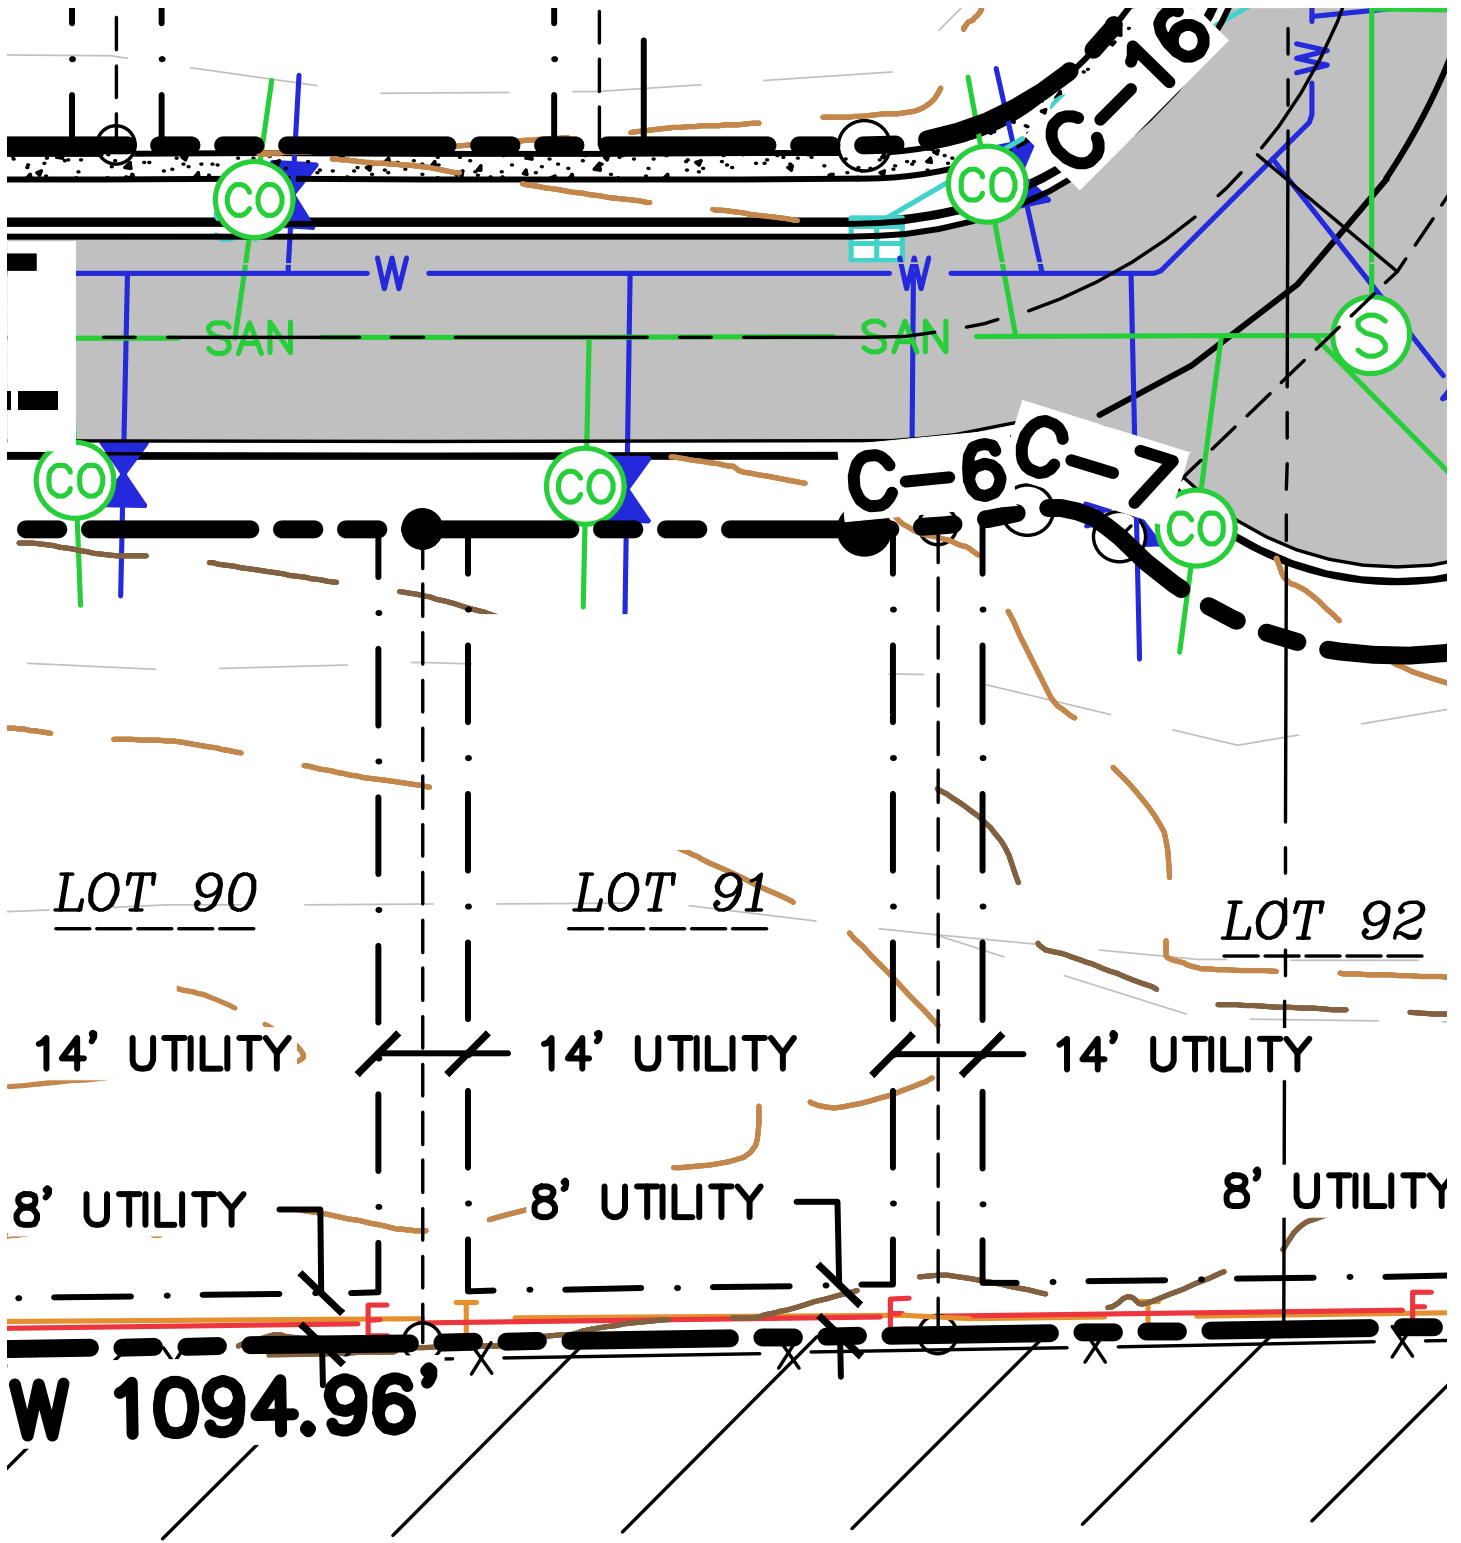 C-16
W
CO
CO
W
W
SAN
SAN
S
CO
CO
C-6
C-7
CO
LOT 90
LOT 91
LOT 92
14' UTILITY
14' UTILITY
14' UTILITY
8' UTILITY
8' UTILITY
8' UTILITY
E
T
E
T
E
X
X
X
X
W 1094.96'